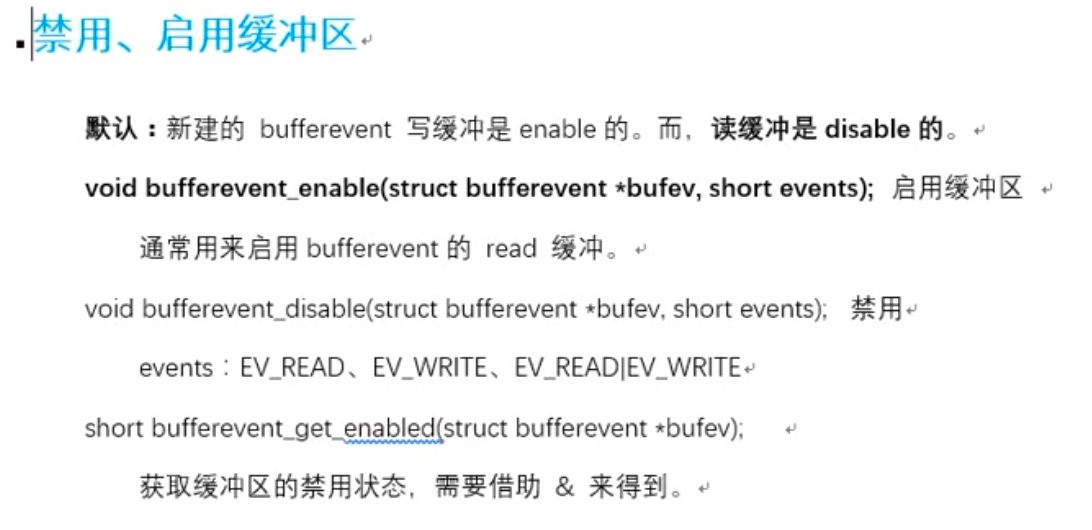 禁用、启用缓冲区
默认：新建的 bufferevent 写缓冲是 enable 的。而，读缓冲是 disable 的。
void bufferevent_enable(struct bufferevent *bufev, short events); 启用缓冲区
通常用来启用 bufferevent 的 read 缓冲。
void bufferevent_disable(struct bufferevent *bufev, short events); 禁用
events：EV_READ、EV_WRITE、EV_READ|EV_WRITE
short bufferevent_get_enabled(struct bufferevent *bufev);
获取缓冲区的禁用状态，需要借助 & 来得到。